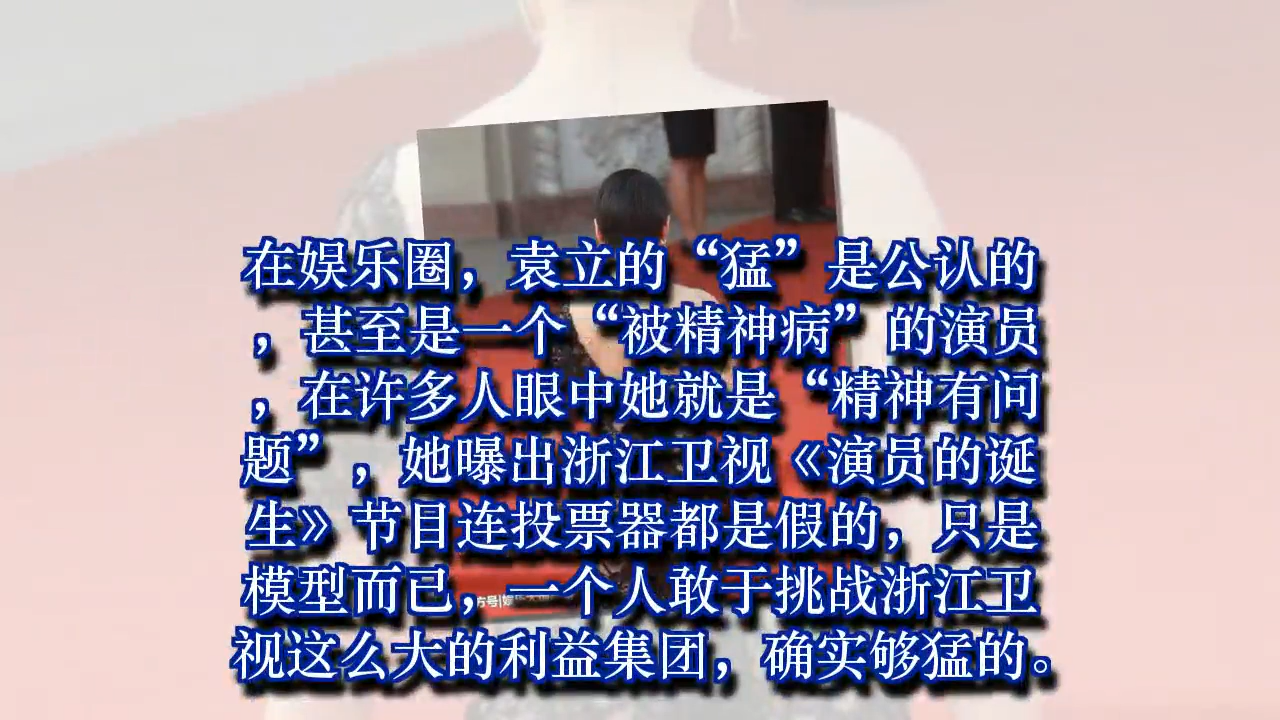 在娱乐圈，袁立的“猛”是公认的
，甚至是一个“被精神病”的演员
，在许多人眼中她就是“精神有问
题”，她曝出浙江卫视《演员的诞
生》节目连投票器都是假的，只是
模型而已，一个人敢于挑战浙江卫
视这么大的利益集团，确实够猛的。